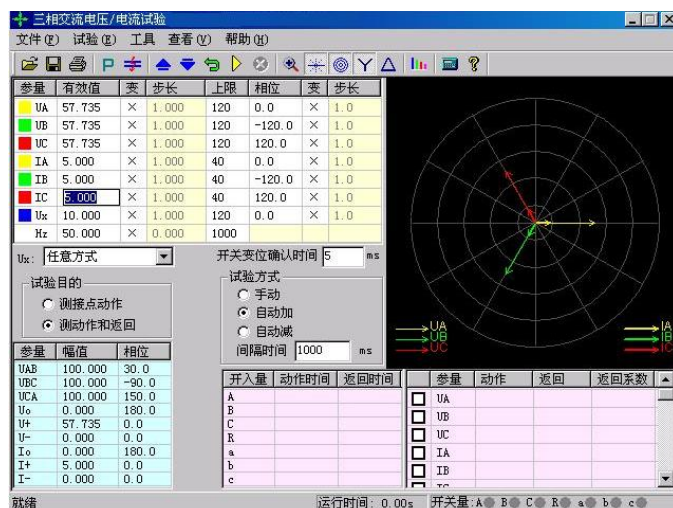 三相交流电压/电流试验
文件(F) 试验(E) 工具 查看(V) 帮助(H)
P
参量 有效值 变 步长 上限 相位 变 步长
UA 57.735 × 1.000 120 0.0 × 1.0
UB 57.735 × 1.000 120 -120.0 × 1.0
UC 57.735 × 1.000 120 120.0 × 1.0
IA 5.000 × 1.000 40 0.0 × 1.0
IB 5.000 × 1.000 40 -120.0 × 1.0
IC 5.000 × 1.000 40 120.0 × 1.0
Ux 10.000 × 1.000 120 0.0 × 1.0
Hz 50.000 × 0.000 1000
Ux: 任意方式 开关变位确认时间 5 ms
试验目的
测接点动作
测动作和返回
试验方式
手动
自动加
自动减
间隔时间 1000 ms
UA
UB
UC
IA
IB
IC
参量 幅值 相位
UAB 100.000 30.0
UBC 100.000 -90.0
UCA 100.000 150.0
Uo 0.000 180.0
U+ 57.735 0.0
U- 0.000 0.0
Io 0.000 180.0
I+ 5.000 0.0
I- 0.000 0.0
开入量 动作时间 返回时间
A
B
C
R
a
b
c
参量 动作 返回 返回系数
UA
UB
UC
IA
IB
IC
就绪 运行时间: 0.00s 开关量:A B C R a b c